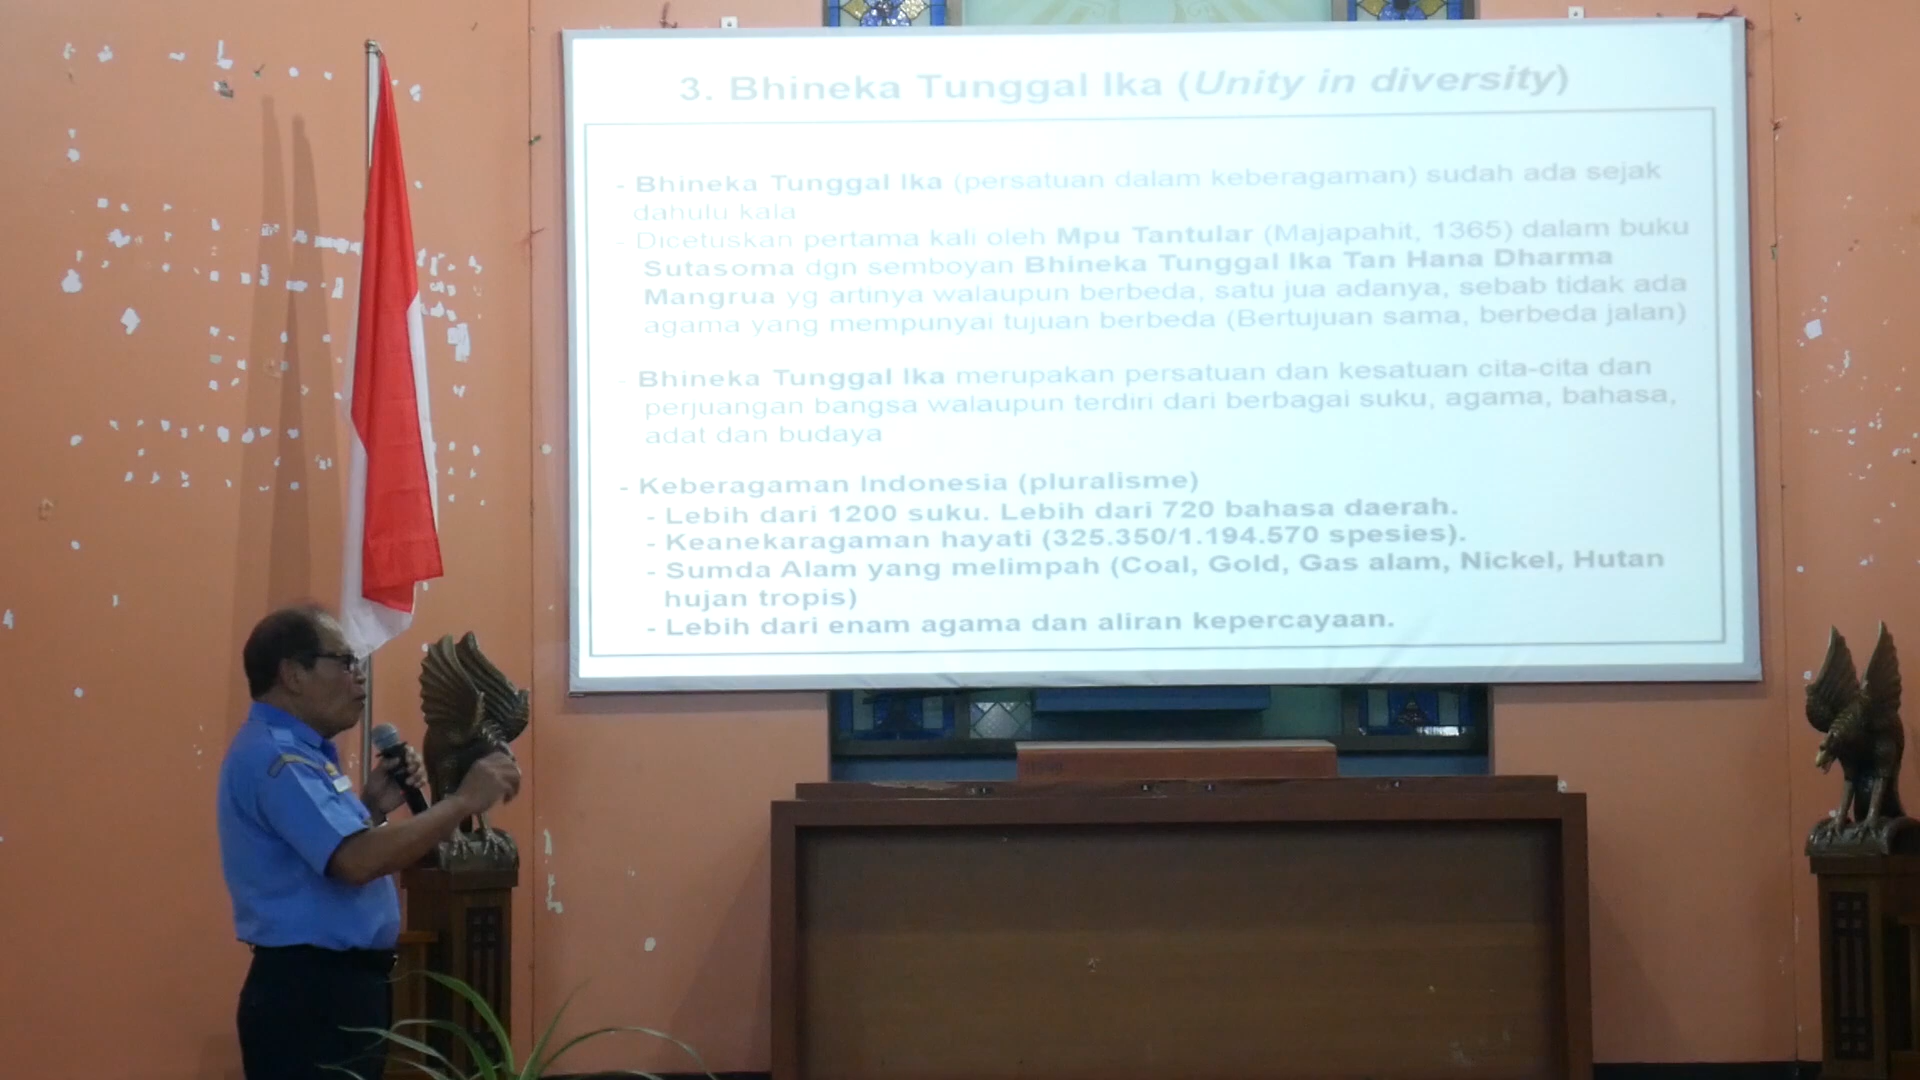 3. Bhineka Tunggal Ika (Unity in diversity)
- Bhineka Tunggal Ika (persatuan dalam keberagaman) sudah ada sejak
dahulu kala
- Dicetuskan pertama kali oleh Mpu Tantular (Majapahit, 1365) dalam buku
Sutasoma dgn semboyan Bhineka Tunggal Ika Tan Hana Dharma
Mangrua yg artinya walaupun berbeda, satu jua adanya, sebab tidak ada
agama yang mempunyai tujuan berbeda (Bertujuan sama, berbeda jalan)
- Bhineka Tunggal Ika merupakan persatuan dan kesatuan cita-cita dan
perjuangan bangsa walaupun terdiri dari berbagai suku, agama, bahasa,
adat dan budaya
- Keberagaman Indonesia (pluralisme)
- Lebih dari 1200 suku. Lebih dari 720 bahasa daerah.
- Keanekaragaman hayati (325.350/1.194.570 spesies).
- Sumda Alam yang melimpah (Coal, Gold, Gas alam, Nickel, Hutan
hujan tropis)
- Lebih dari enam agama dan aliran kepercayaan.